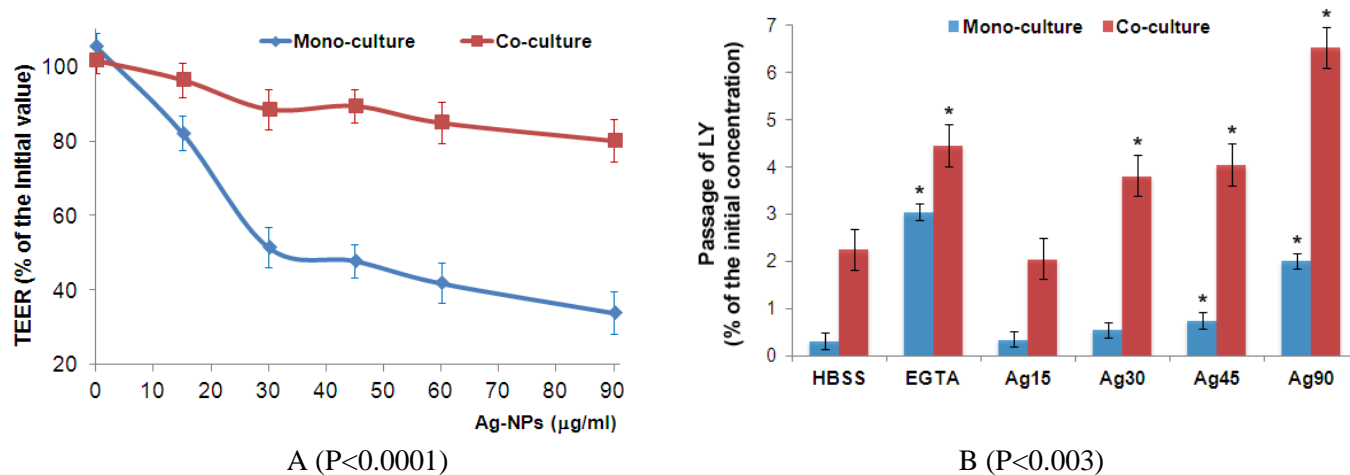 Mono-culture Co-culture
TEER (% of the Initial value)
100
80
60
40
20
0 10 20 30 40 50 60 70 80 90
Ag-NPs (µg/ml)
A (P<0.0001)
Mono-culture Co-culture
Passage of LY
(% of the initial concentration)
7
6
5
4
3
2
1
0
* * * * * * *
HBSS EGTA Ag15 Ag30 Ag45 Ag90
B (P<0.003)